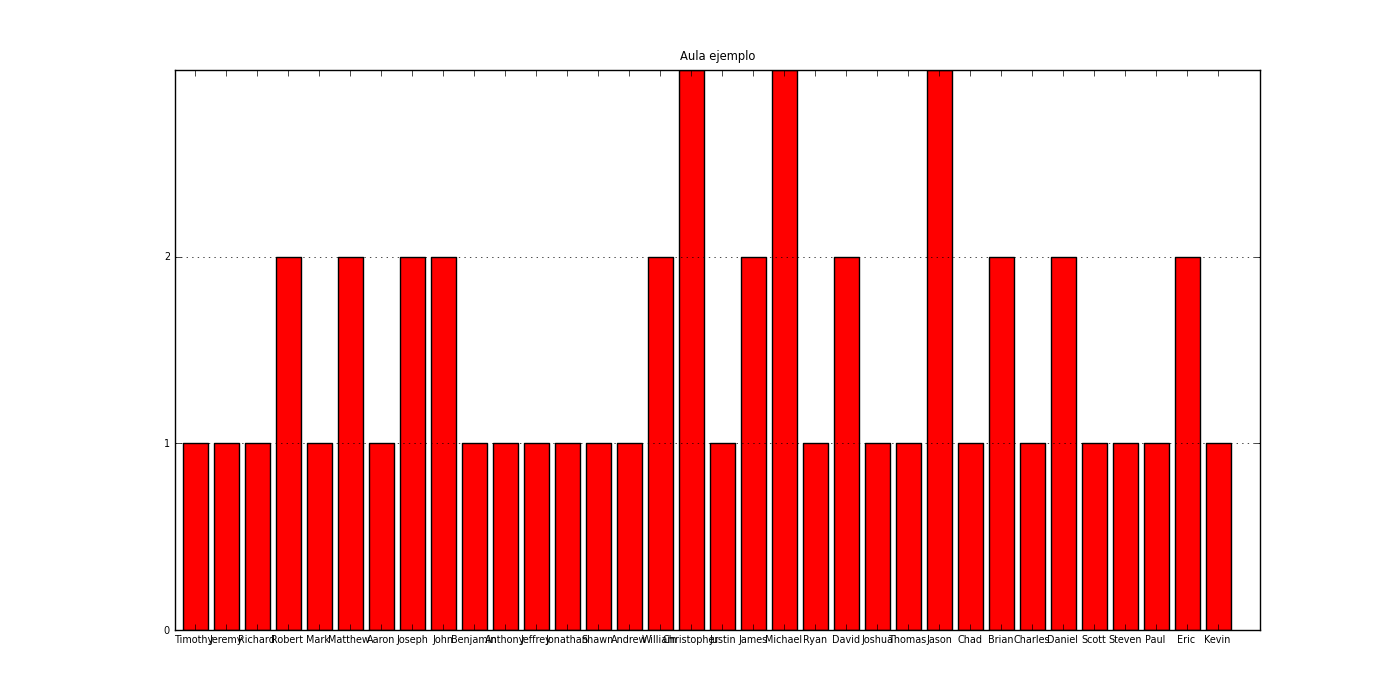 Aula ejemplo
2
1
0
Timothy Jeremy Richard Robert Mark Matthew Aaron Joseph John Benjamin Anthony Jeffrey Jonathan Shawn Andrew William Christopher Justin James Michael Ryan David Joshua Thomas Jason Chad Brian Charles Daniel Scott Steven Paul Eric Kevin